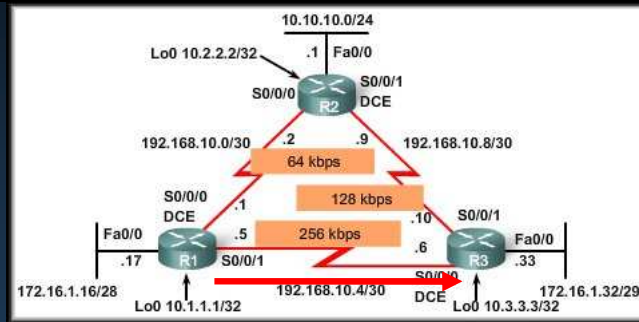 10.10.10.0/24
.1 Fa0/0
Lo0 10.2.2.2/32
S0/0/0
S0/0/1
DCE
R2
.2
.9
192.168.10.0/30
192.168.10.8/30
64 kbps
128 kbps
256 kbps
S0/0/0
DCE
.1
.10
S0/0/1
Fa0/0
.5
.6
Fa0/0
.17
R1
S0/0/1
R3
.33
S0/0/0
172.16.1.16/28
192.168.10.4/30
DCE
172.16.1.32/29
Lo0 10.1.1.1/32
Lo0 10.3.3.3/32